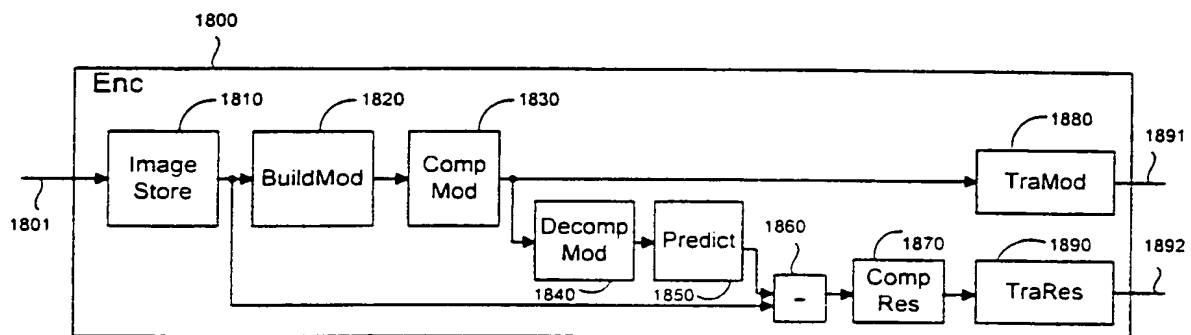 1800
Enc
1810
1820
1830
1880
1891
Image
Store
BuildMod
Comp
Mod
TraMod
1801
Decomp
Mod
Predict
1860
1870
1890
1892
1840
1850
-
Comp
Res
TraRes